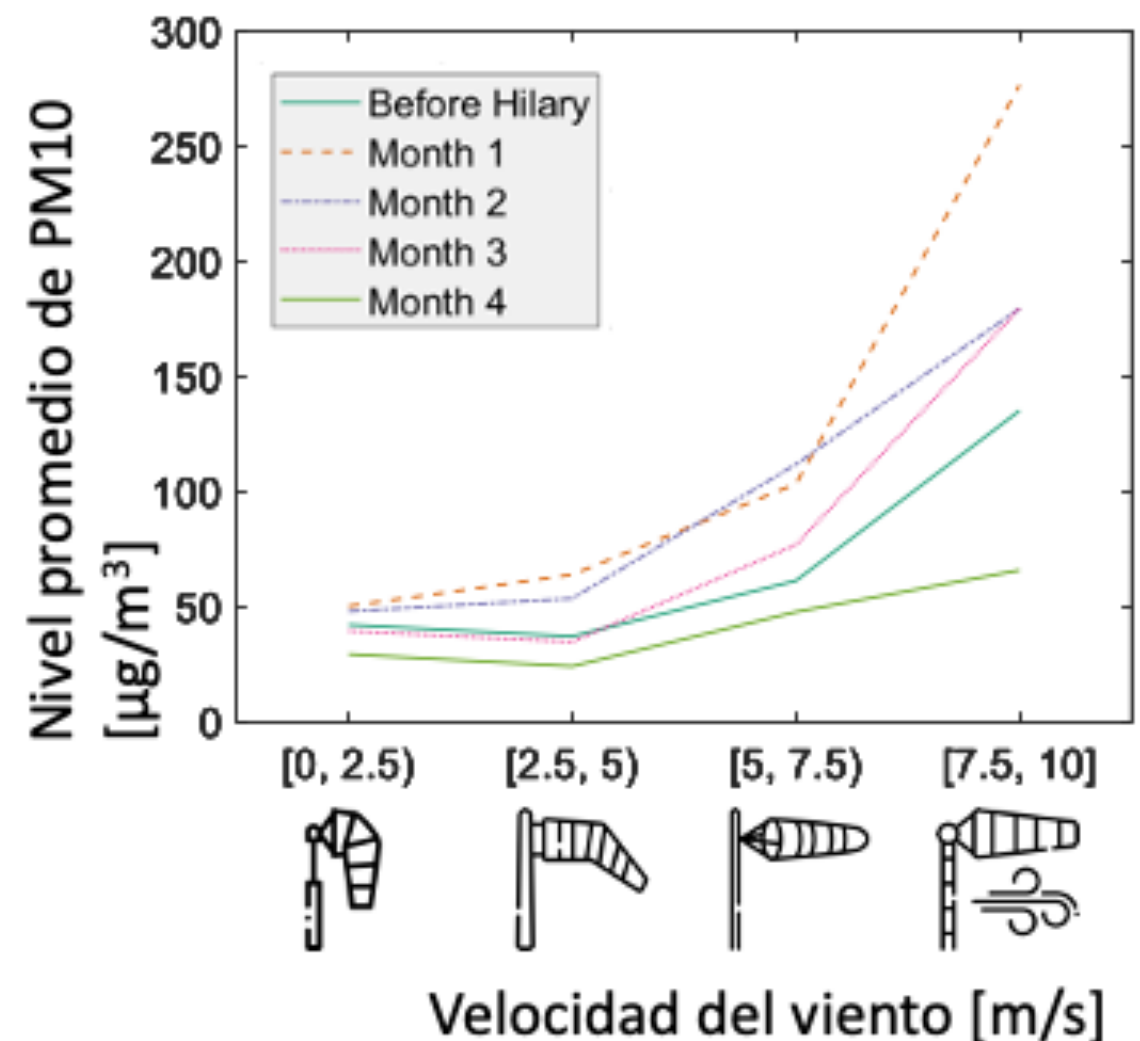 Nivel promedio de PM10
[µg/m³]
300
250
200
150
100
50
0
Before Hilary
Month 1
Month 2
Month 3
Month 4
[0, 2.5)
[2.5, 5)
[5, 7.5)
[7.5, 10]
Velocidad del viento [m/s]